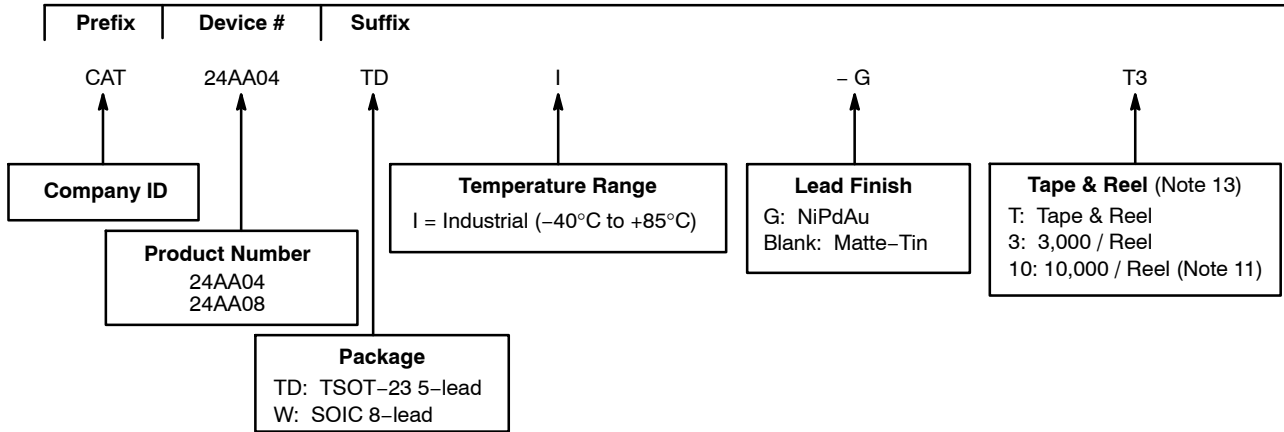 Prefix Device # Suffix
CAT 24AA04 TD I – G T3
Company ID
Product Number
24AA04
24AA08
Package
TD: TSOT–23 5–lead
W: SOIC 8–lead
Temperature Range
I = Industrial (–40°C to +85°C)
Lead Finish
G: NiPdAu
Blank: Matte–Tin
Tape & Reel (Note 13)
T: Tape & Reel
3: 3,000 / Reel
10: 10,000 / Reel (Note 11)